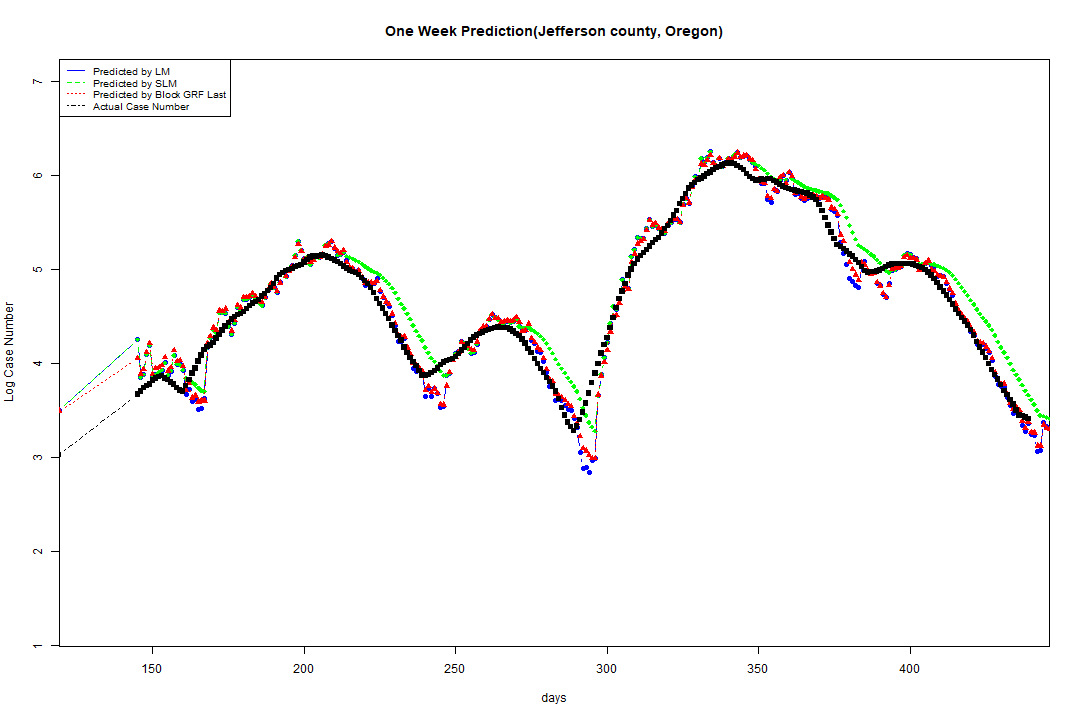 One Week Prediction(Jefferson county, Oregon)
Predicted by LM
Predicted by SLM
Predicted by Block GRF Last
Actual Case Number
7
6
5
4
3
2
1
Log Case Number
150 200 250 300 350 400
days